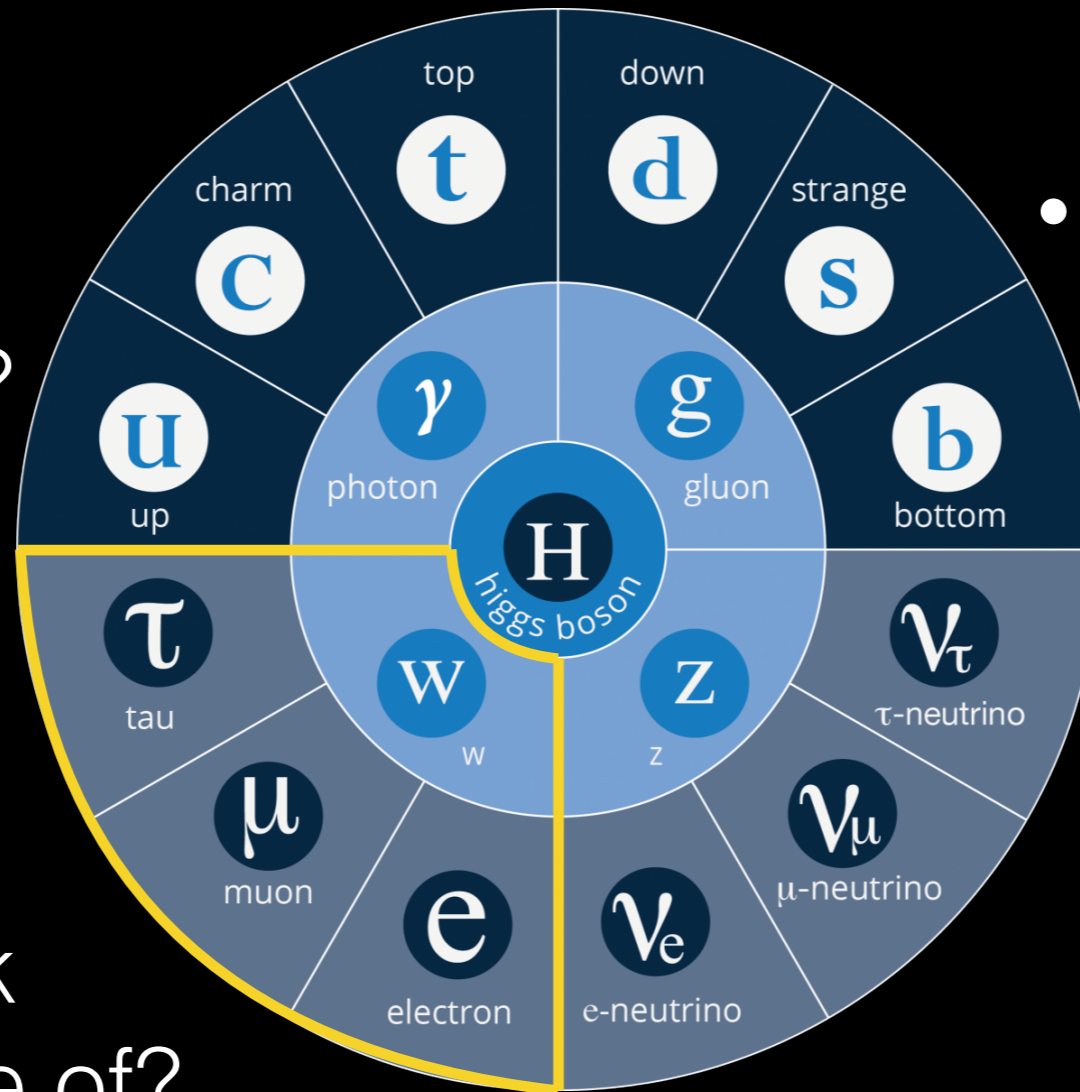 top
t
down
d
charm
c
strange
s
•
?
u
up
b
bottom
γ
photon
g
gluon
H
higgs boson
τ
tau
W
w
Z
z
ντ
τ-neutrino
μ
muon
νμ
μ-neutrino
e
electron
νe
e-neutrino
k
e of?